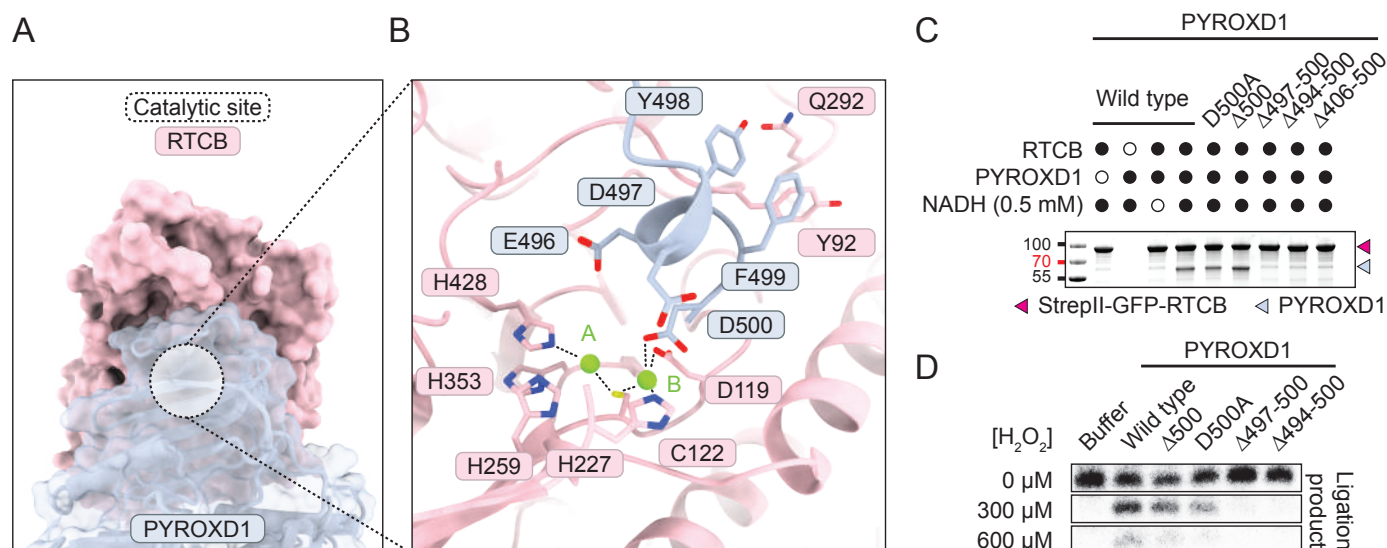 A
Catalytic site
RTCB
PYROXD1
B
Y498
Q292
D497
E496
Y92
H428
F499
D500
A
B
H353
D119
H259
H227
C122
C
PYROXD1
Wild type
D500A
Δ500
Δ497-500
Δ494-500
Δ406-500
RTCB
PYROXD1
NADH (0.5 mM)
100
70
55
StrepII-GFP-RTCB
PYROXD1
D
PYROXD1
[H₂O₂]
Buffer
Wild type
Δ500
D500A
Δ497-500
Δ494-500
0 µM
300 µM
600 µM
Ligation
product